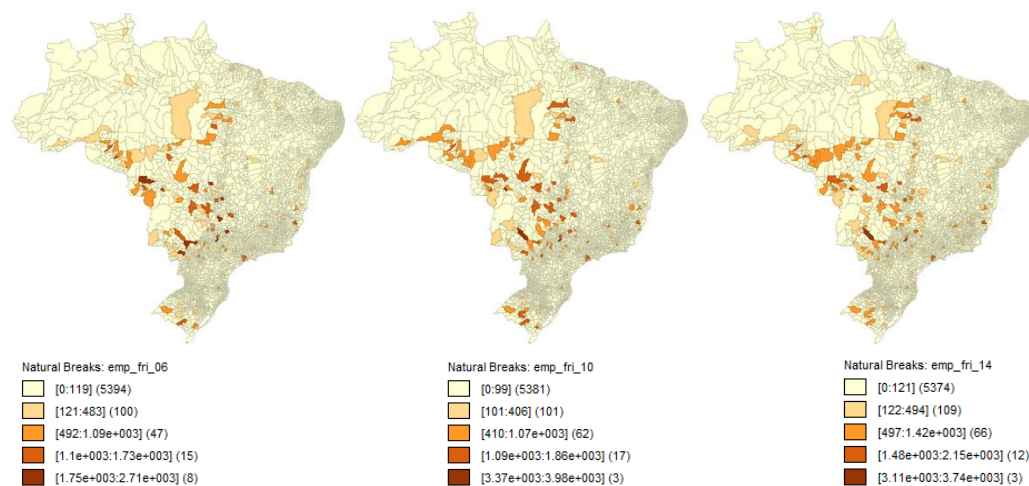 Natural Breaks: emp_fri_06
[0:119] (5394)
[121:483] (100)
[492:1.09e+003] (47)
[1.1e+003:1.73e+003] (15)
[1.75e+003:2.71e+003] (8)
Natural Breaks: emp_fri_10
[0:99] (5381)
[101:406] (101)
[410:1.07e+003] (62)
[1.09e+003:1.86e+003] (17)
[3.37e+003:3.98e+003] (3)
Natural Breaks: emp_fri_14
[0:121] (5374)
[122:494] (109)
[497:1.42e+003] (66)
[1.48e+003:2.15e+003] (12)
[3.11e+003:3.74e+003] (3)